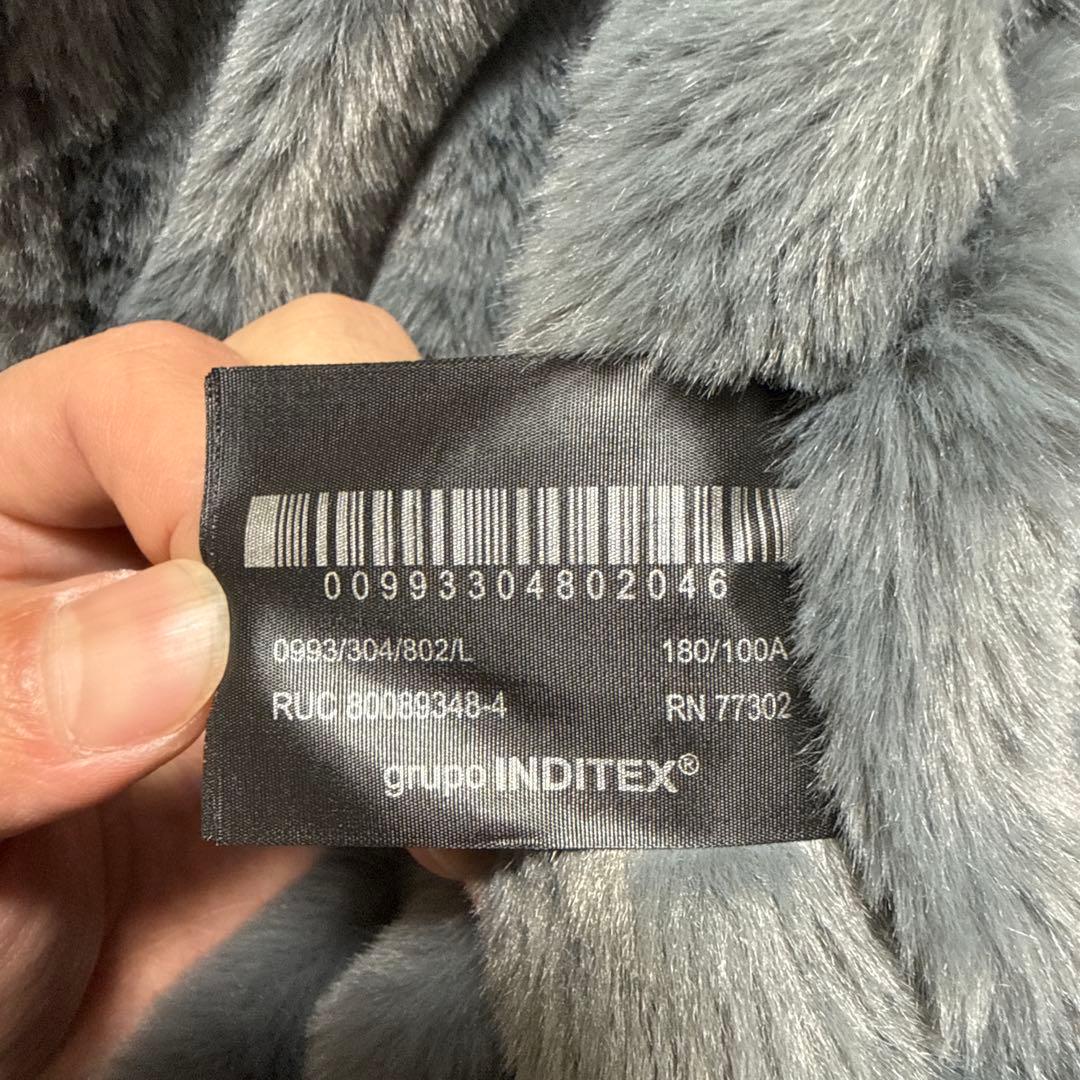 00993304802046
0993/304/802/L 180/100A
RUC 80089348-4 RN 77302
grupo INDITEX®